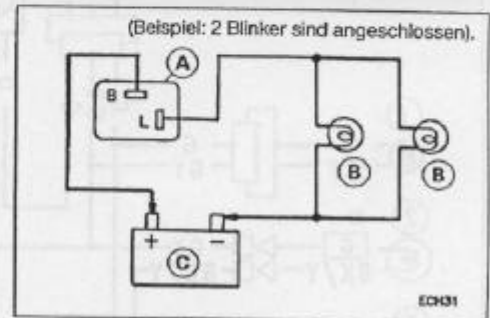 (Beispiel: 2 Blinker sind angeschlossen).
A
B
L
B
B
+ −
C
ECH31